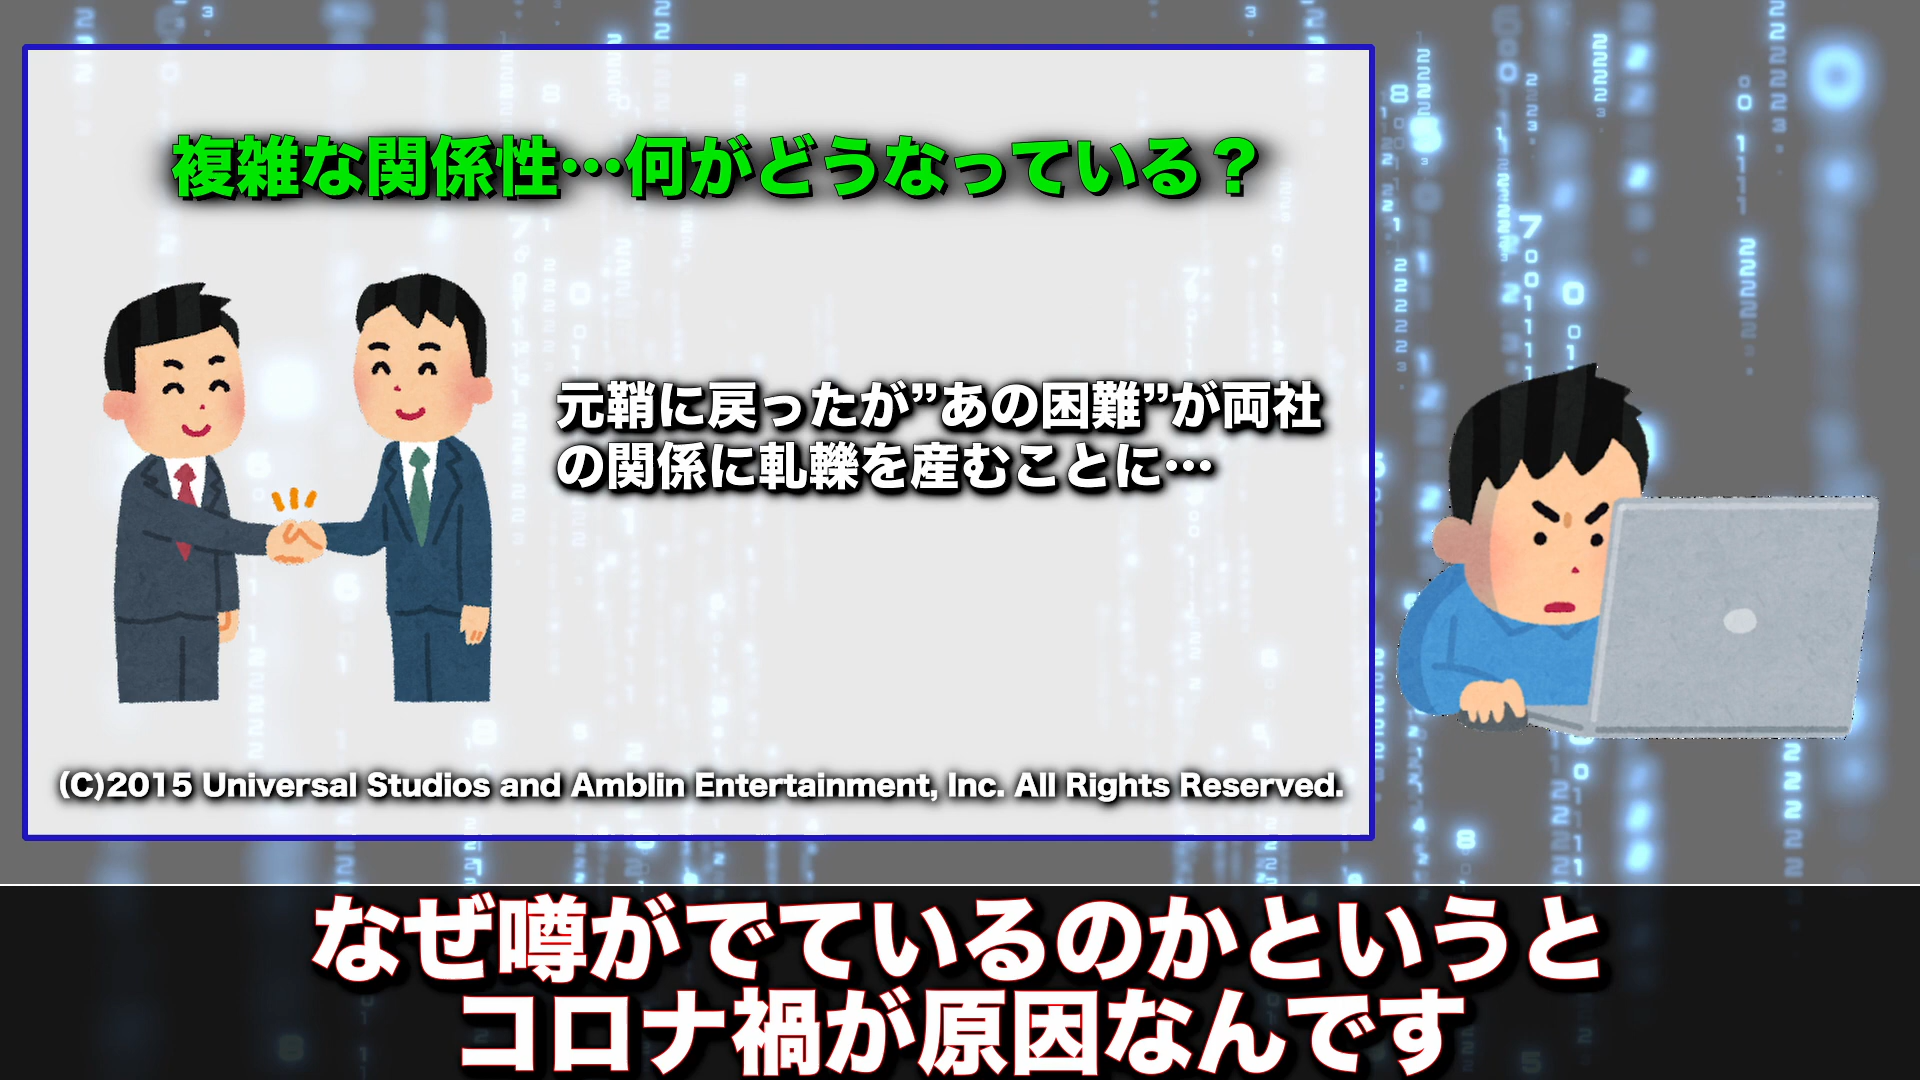 複雑な関係性…何がどうなっている？
元鞘に戻ったが”あの困難”が両社
の関係に軋轢を産むことに…
(C)2015 Universal Studios and Amblin Entertainment, Inc. All Rights Reserved.
なぜ噂がでているのかというと
コロナ禍が原因なんです